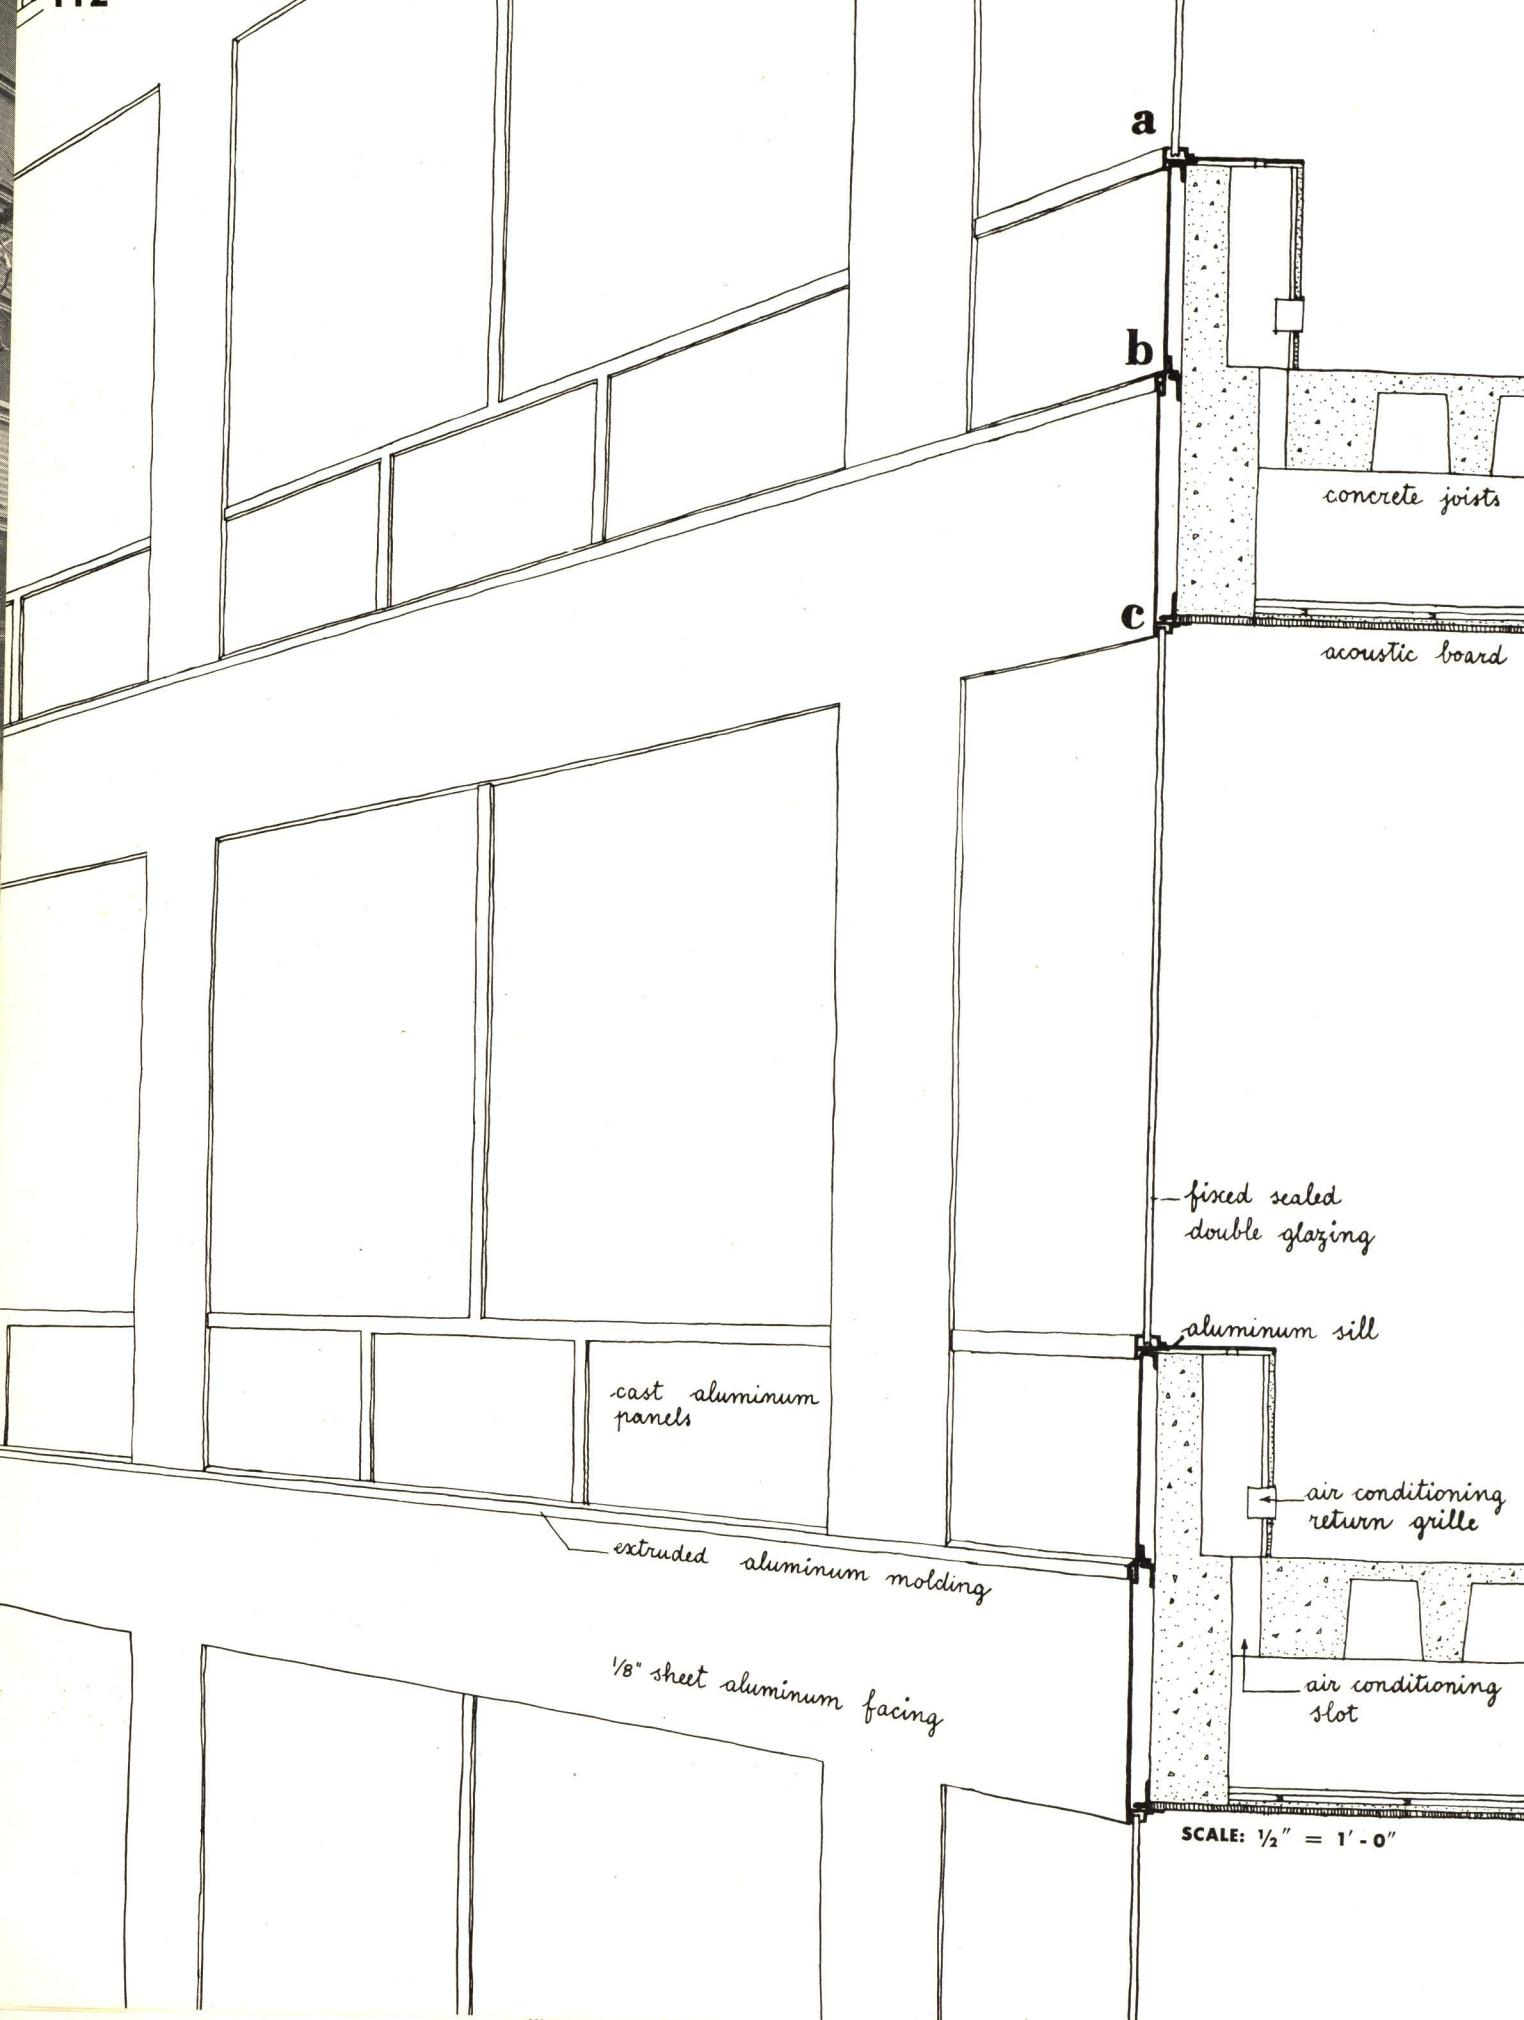 112
a
b
concrete joists
c
acoustic board
fixed sealed
double glazing
aluminum sill
cast aluminum
panels
air conditioning
return grille
extruded aluminum molding
1/8" sheet aluminum facing
air conditioning
slot
SCALE: 1/2" = 1'-0"